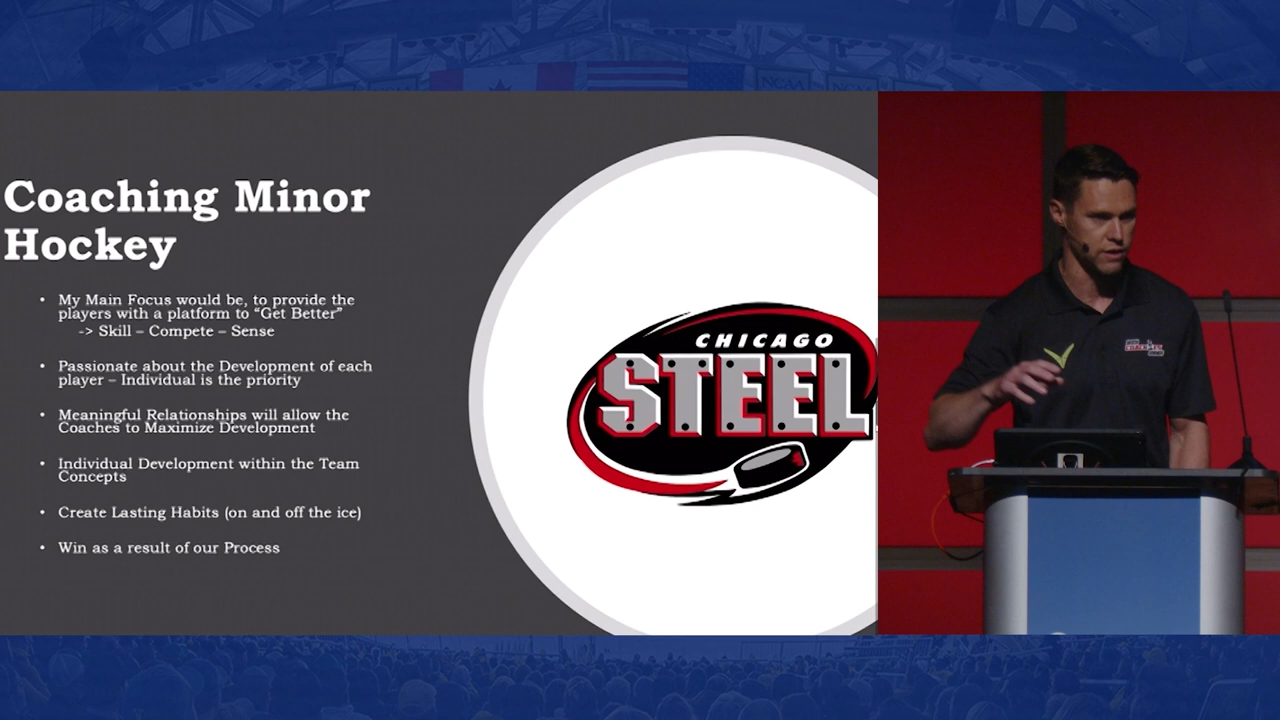 NCAA
Coaching Minor
Hockey
• My Main Focus would be, to provide the
players with a platform to “Get Better”
-> Skill – Compete – Sense
• Passionate about the Development of each
player – Individual is the priority
• Meaningful Relationships will allow the
Coaches to Maximize Development
• Individual Development within the Team
Concepts
• Create Lasting Habits (on and off the ice)
• Win as a result of our Process
CHICAGO
STEEL